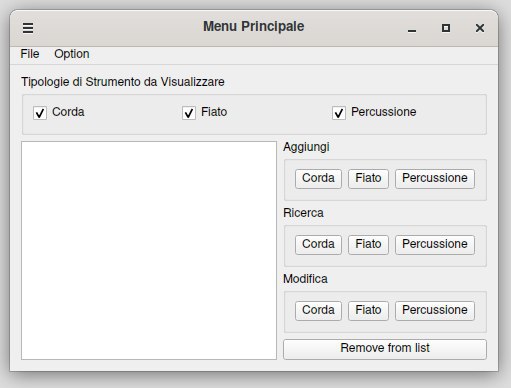 Menu Principale
File Option
Tipologie di Strumento da Visualizzare
Corda Fiato Percussione
Aggiungi
Corda Fiato Percussione
Ricerca
Corda Fiato Percussione
Modifica
Corda Fiato Percussione
Remove from list